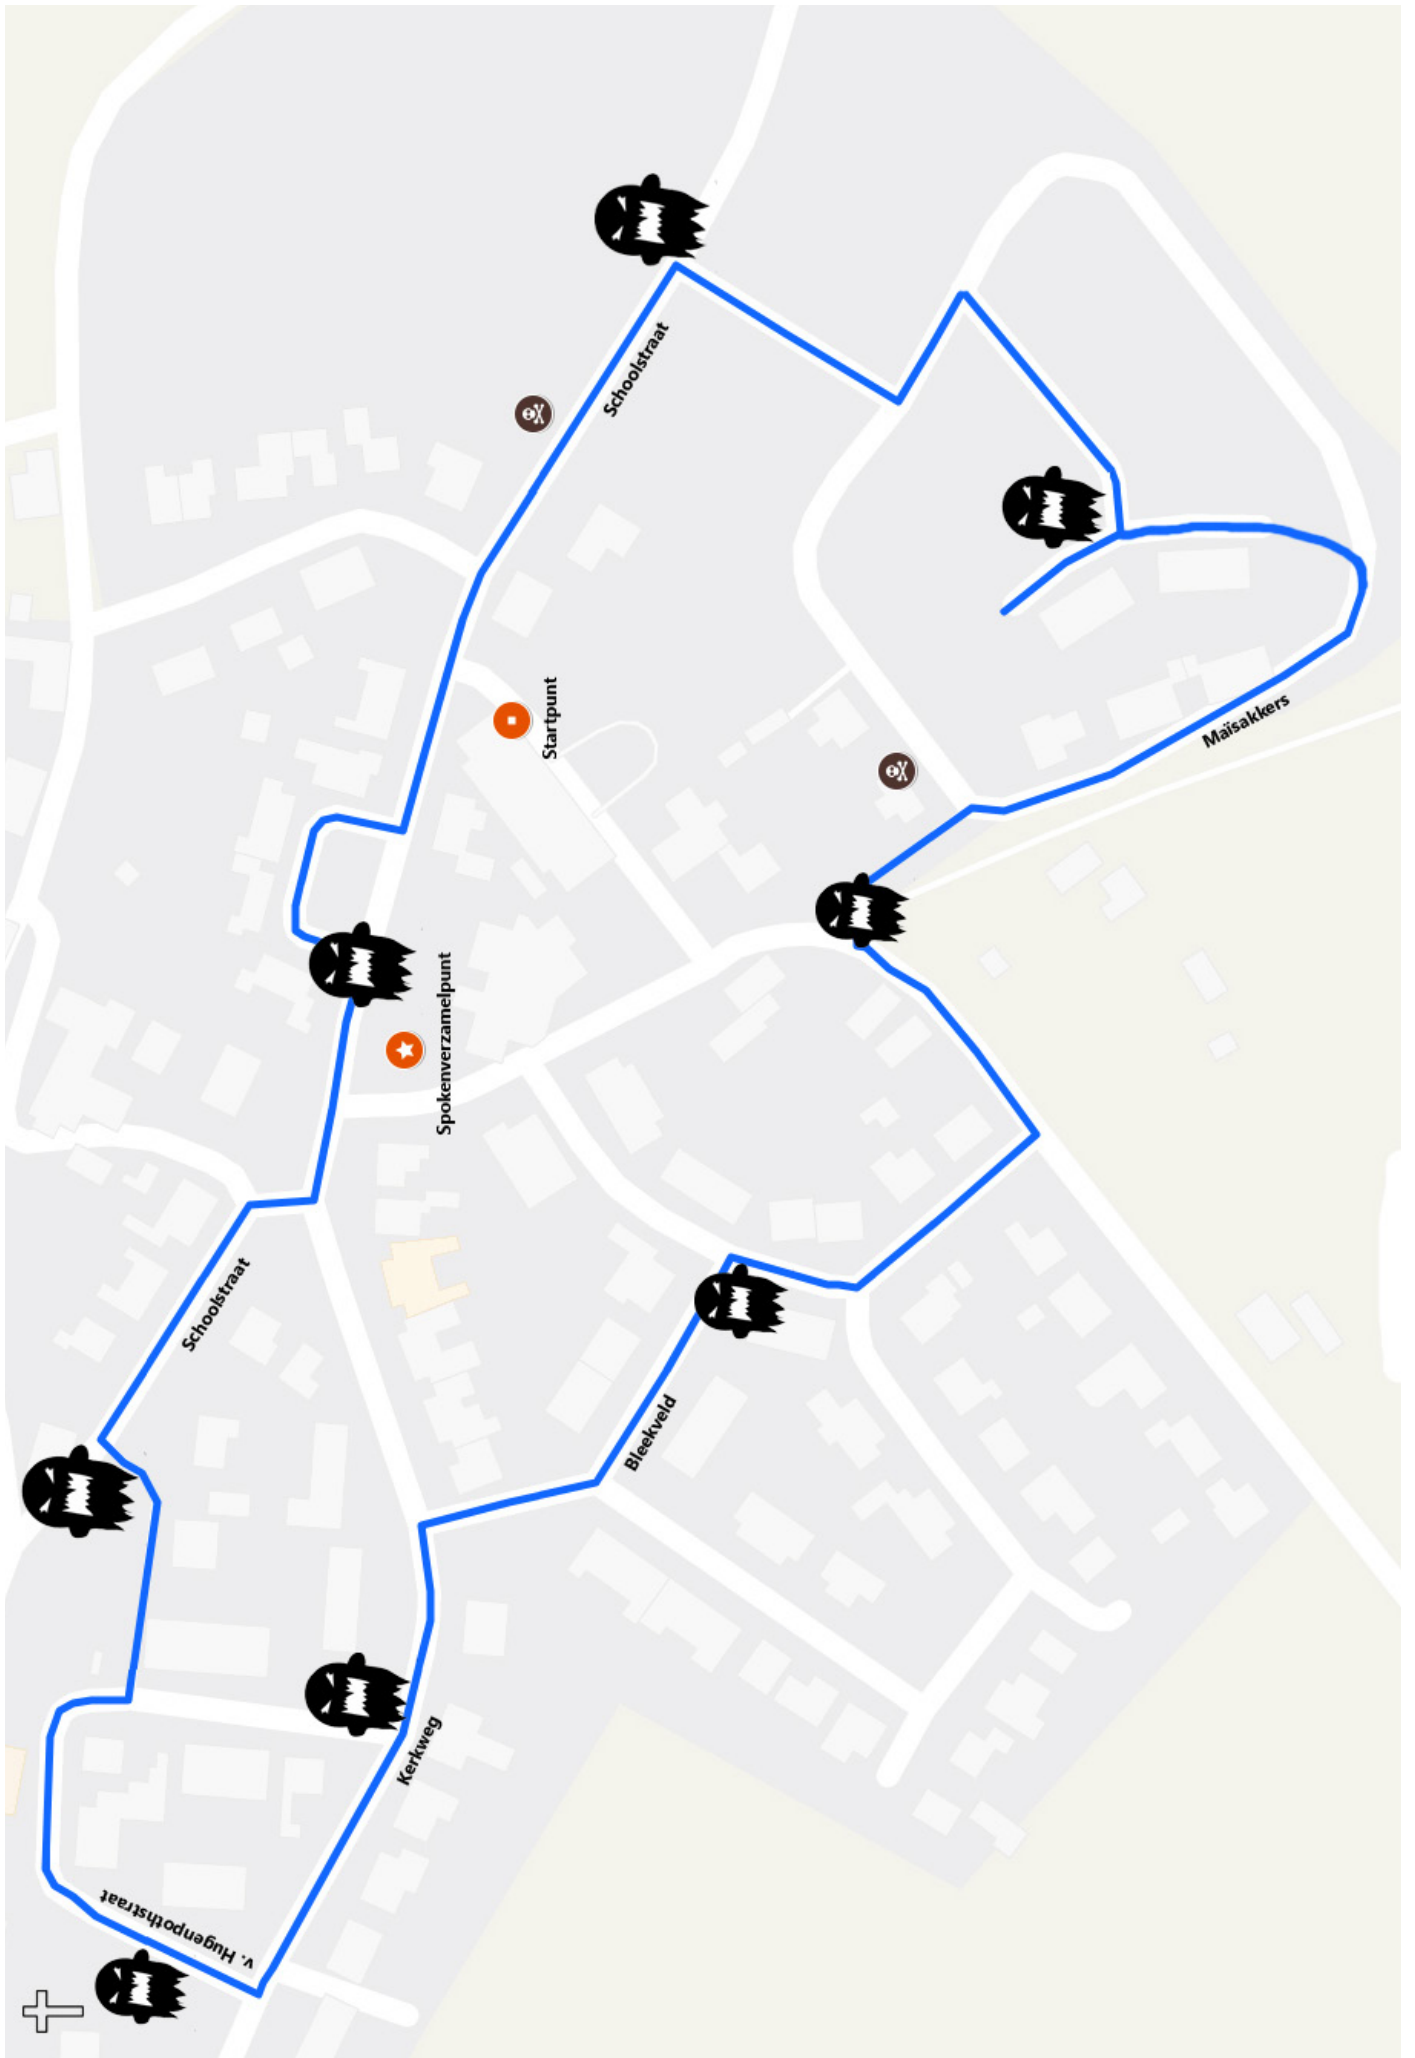 Schoolstraat
Startpunt
Maïsakkers
Spokenverzamelpunt
Schoolstraat
Bleekveld
Kerkweg
v. Hugenpothstraat